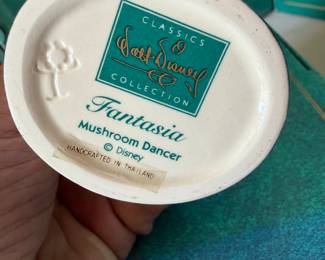 CLASSICS
Walt Disney
COLLECTION
Fantasia
Mushroom Dancer
© Disney
HANDCRAFTED IN THAILAND